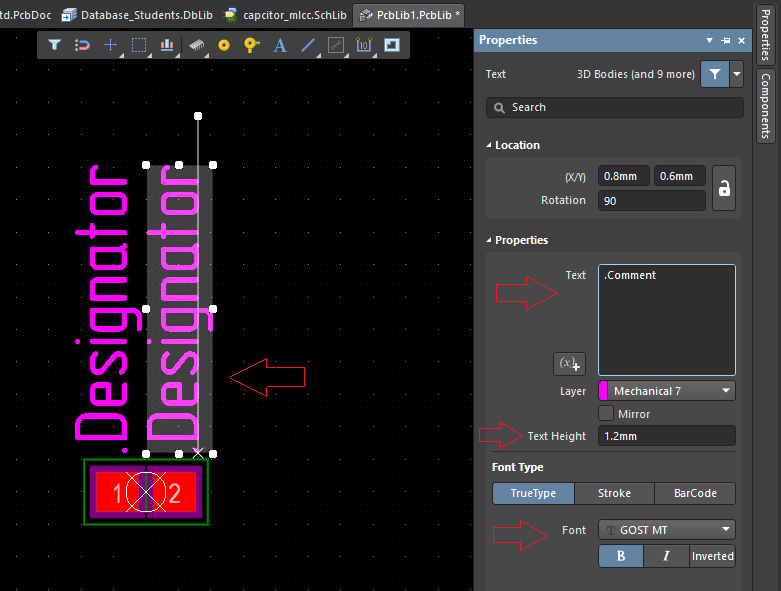 td.PcbDoc Database_Students.DbLib capcitor_mlcc.SchLib PcbLib1.PcbLib *
Properties
Text 3D Bodies (and 9 more)
Search
Location
(X/Y) 0.8mm 0.6mm
Rotation 90
Properties
Text .Comment
(x)+
Layer Mechanical 7
Mirror
Text Height 1.2mm
Font Type
TrueType Stroke BarCode
Font T GOST MT
B I Inverted
Properties
Components
.Designator
.Designator
1 2
A
10